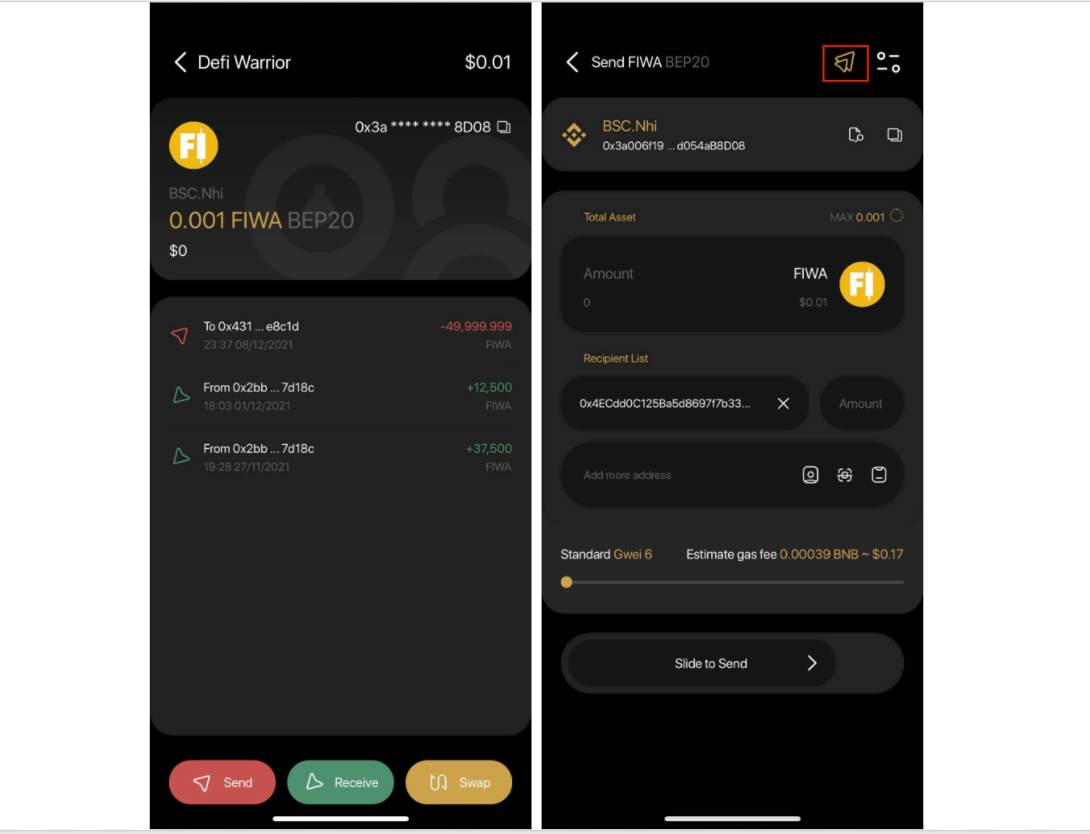 Defi Warrior
$0.01
0x3a **** **** 8D08
FI
BSC.Nhi
0.001 FIWA BEP20
$0
To 0x431 ... e8c1d
-49,999.999
23:37 08/12/2021
FIWA
From 0x2bb ... 7d18c
+12,500
18:03 01/12/2021
FIWA
From 0x2bb ... 7d18c
+37,500
19:28 27/11/2021
FIWA
Send
Receive
Swap
Send FIWA BEP20
BSC.Nhi
0x3a006f19 ... d054aB8D08
Total Asset
MAX 0.001
Amount
FIWA
FI
0
$0.01
Recipient List
0x4ECdd0C125Ba5d8697f7b33...
Amount
Add more address
Standard Gwei 6
Estimate gas fee 0.00039 BNB ~ $0.17
Slide to Send